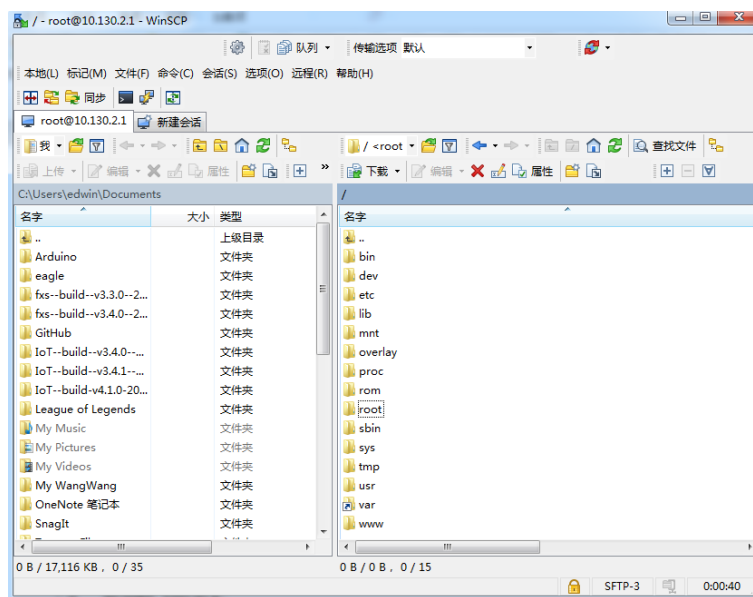 / - root@10.130.2.1 - WinSCP
队列 传输选项 默认
本地(L) 标记(M) 文件(F) 命令(C) 会话(S) 选项(O) 远程(R) 帮助(H)
同步
root@10.130.2.1 新建会话
我 / <root 查找文件
上传 编辑 属性 » 下载 编辑 属性
C:\Users\edwin\Documents /
名字 大小 类型 名字
.. 上级目录 ..
Arduino 文件夹 bin
eagle 文件夹 dev
fxs--build--v3.3.0--2... 文件夹 etc
fxs--build--v3.4.0--2... 文件夹 lib
GitHub 文件夹 mnt
IoT--build--v3.4.0--... 文件夹 overlay
IoT--build--v3.4.1--... 文件夹 proc
IoT--build-v4.1.0-20... 文件夹 rom
League of Legends 文件夹 root
My Music 文件夹 sbin
My Pictures 文件夹 sys
My Videos 文件夹 tmp
My WangWang 文件夹 usr
OneNote 笔记本 文件夹 var
SnagIt 文件夹 www
0 B / 17,116 KB， 0 / 35 0 B / 0 B， 0 / 15
SFTP-3 0:00:40